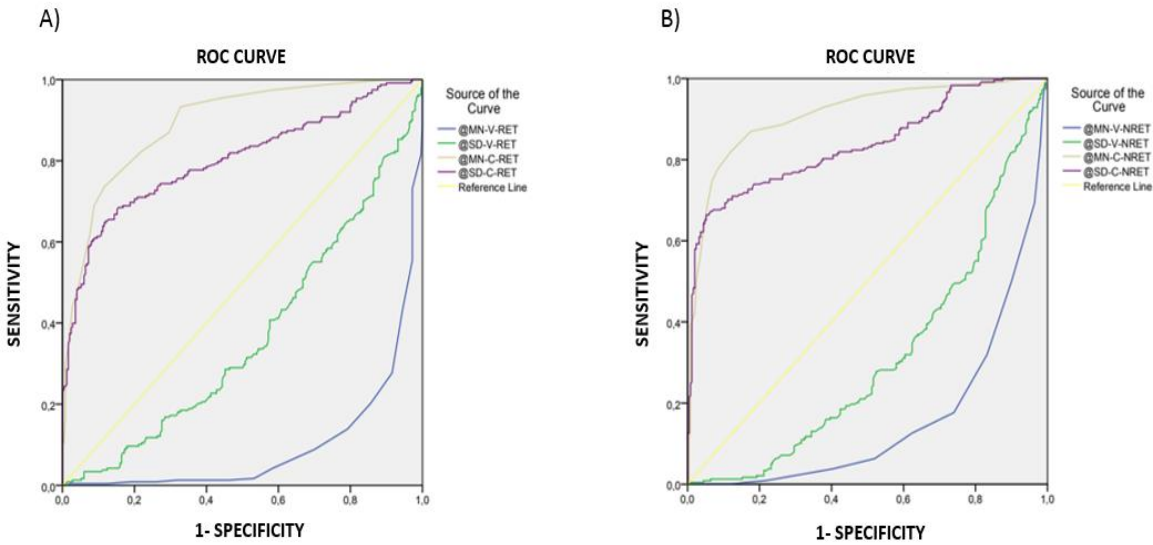 A)
ROC CURVE
1,0
0,8
0,6
0,4
0,2
0,0
0,0 0,2 0,4 0,6 0,8 1,0
SENSITIVITY
1- SPECIFICITY
Source of the
Curve
@MN-V-RET
@SD-V-RET
@MN-C-RET
@SD-C-RET
Reference Line
B)
ROC CURVE
1,0
0,8
0,6
0,4
0,2
0,0
0,0 0,2 0,4 0,6 0,8 1,0
SENSITIVITY
1- SPECIFICITY
Source of the
Curve
@MN-V-NRET
@SD-V-NRET
@MN-C-NRET
@SD-C-NRET
Reference Line